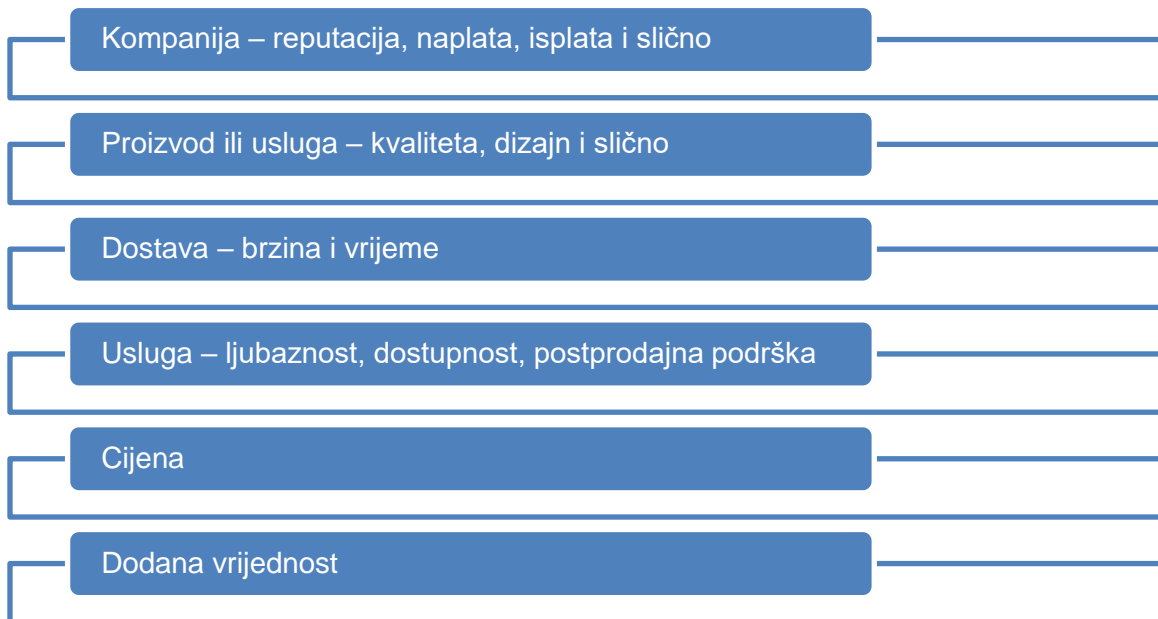 Kompanija – reputacija, naplata, isplata i slično
Proizvod ili usluga – kvaliteta, dizajn i slično
Dostava – brzina i vrijeme
Usluga – ljubaznost, dostupnost, postprodajna podrška
Cijena
Dodana vrijednost